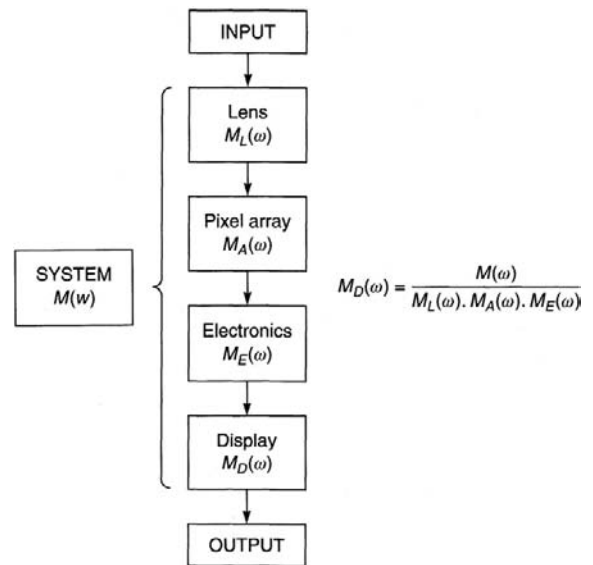 INPUT
Lens
M_L(ω)
Pixel array
M_A(ω)
SYSTEM
M(w)
M_D(ω) = M(ω) / M_L(ω). M_A(ω). M_E(ω)
Electronics
M_E(ω)
Display
M_D(ω)
OUTPUT